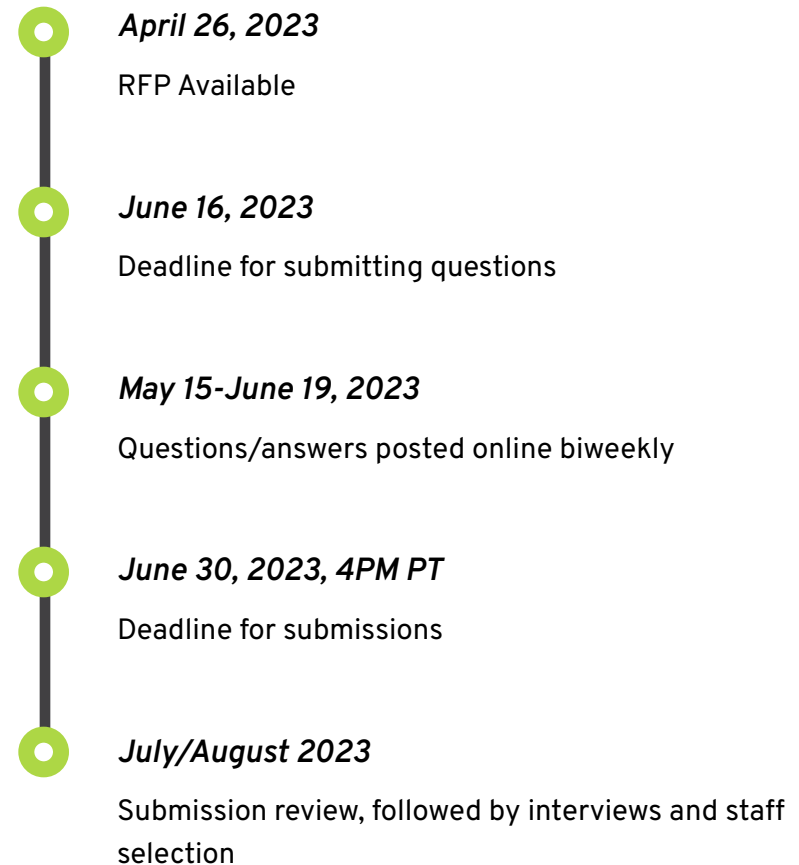 April 26, 2023
RFP Available
June 16, 2023
Deadline for submitting questions
May 15-June 19, 2023
Questions/answers posted online biweekly
June 30, 2023, 4PM PT
Deadline for submissions
July/August 2023
Submission review, followed by interviews and staff
selection